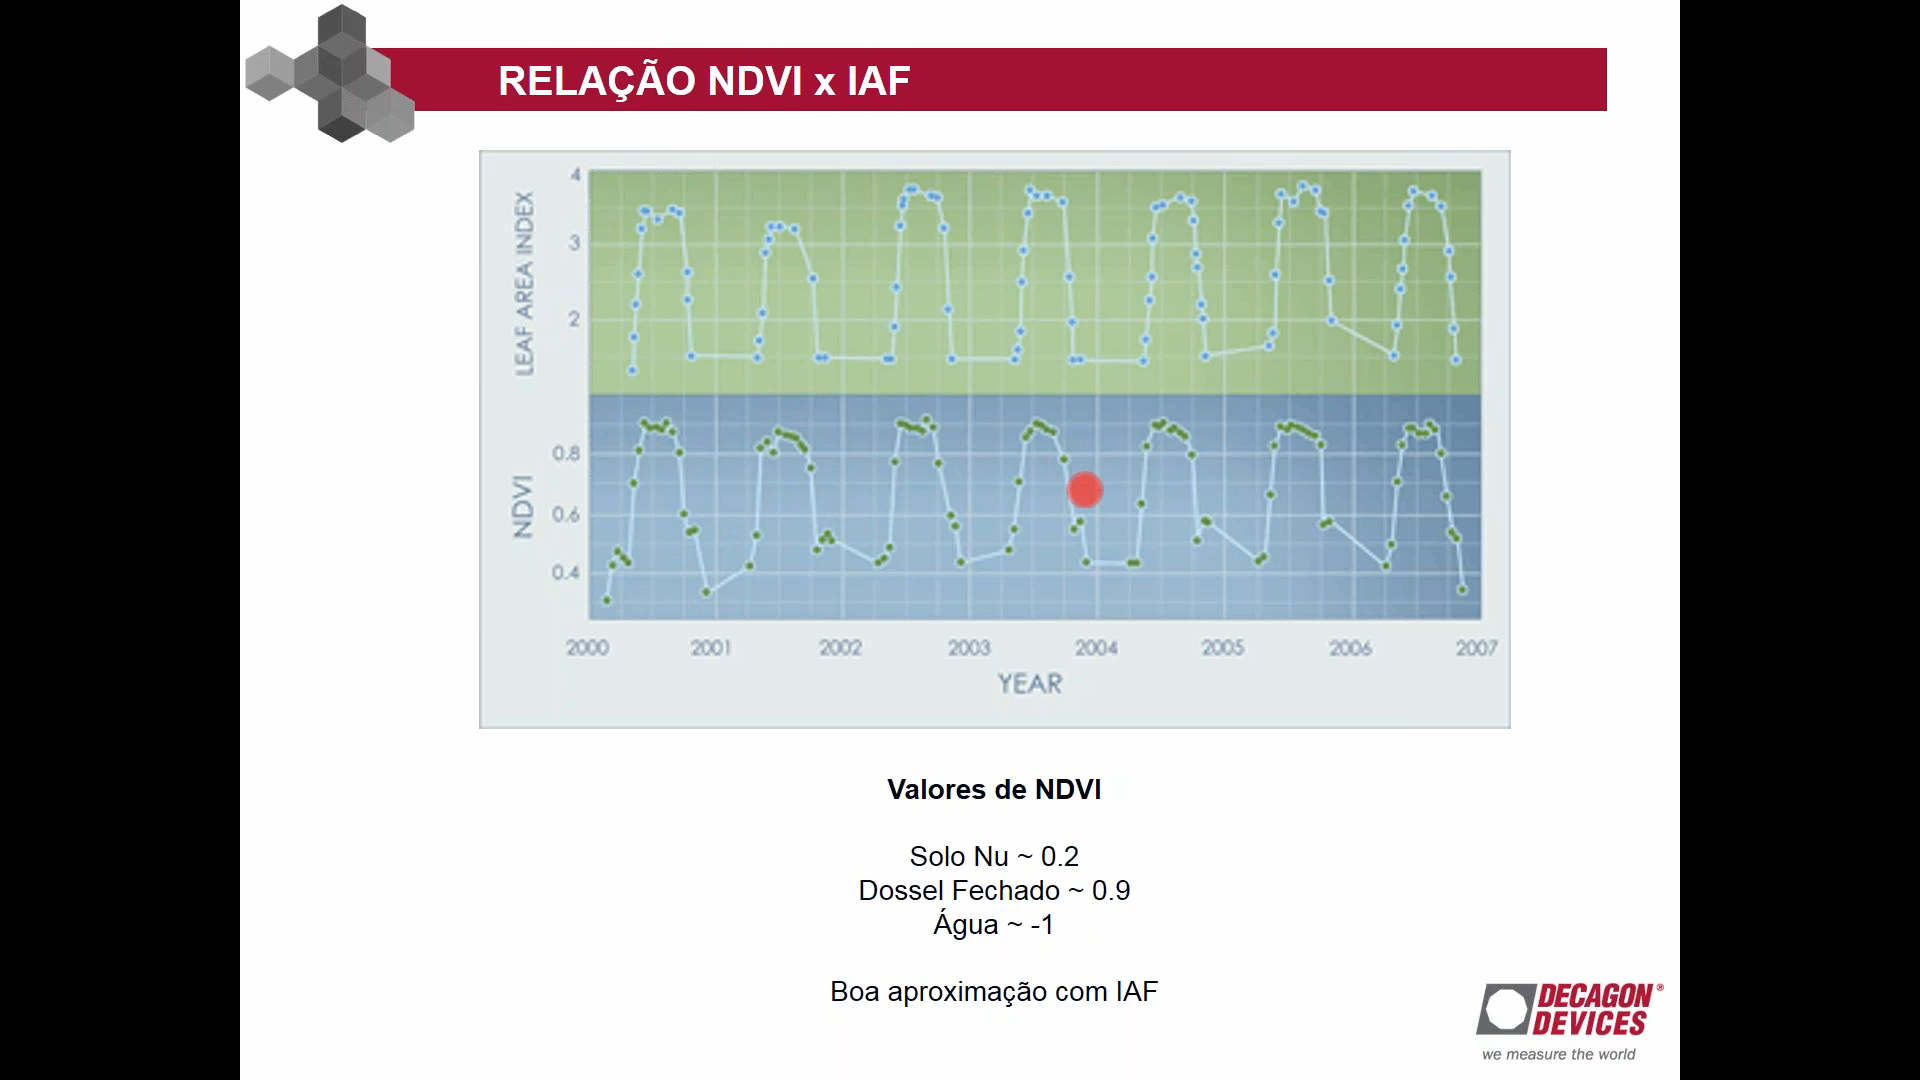 RELAÇÃO NDVI x IAF
LEAF AREA INDEX
4
3
2
NDVI
0.8
0.6
0.4
2000 2001 2002 2003 2004 2005 2006 2007
YEAR
Valores de NDVI
Solo Nu ~ 0.2
Dossel Fechado ~ 0.9
Água ~ -1
Boa aproximação com IAF
DECAGON®
DEVICES
we measure the world